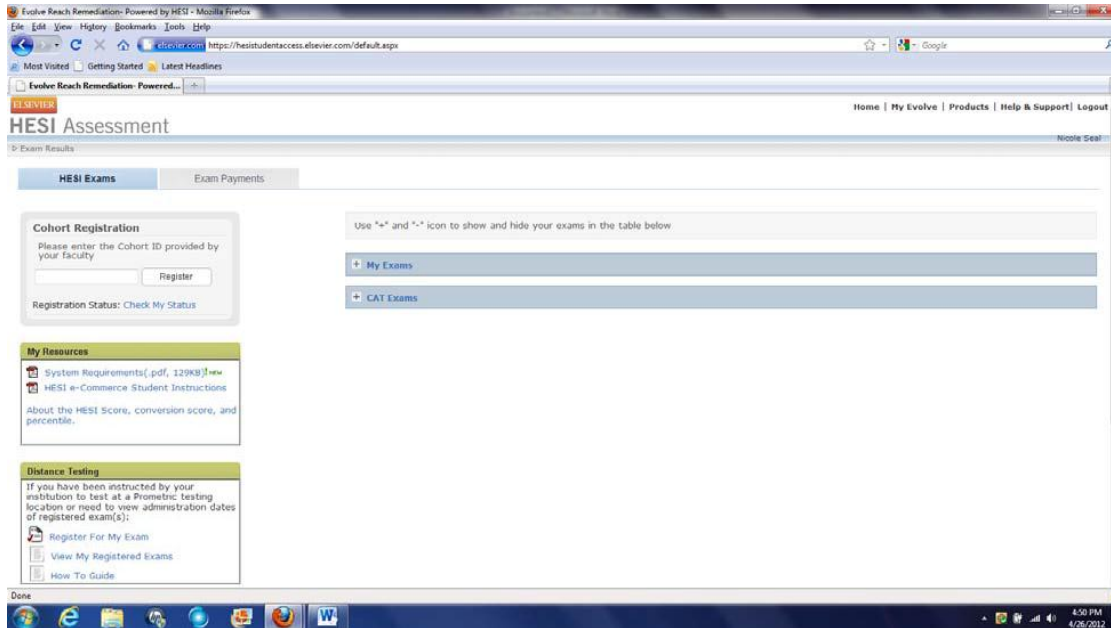 Evolve Reach Remediation- Powered by HESI - Mozilla Firefox
File Edit View History Bookmarks Tools Help
elsevier.com https://hesistudentaccess.elsevier.com/default.aspx
Google
Most Visited Getting Started Latest Headlines
Evolve Reach Remediation- Powered...
ELSEVIER
Home | My Evolve | Products | Help & Support| Logout
HESI Assessment
Nicole Seal
Exam Results
HESI Exams Exam Payments
Cohort Registration
Please enter the Cohort ID provided by
your faculty
Register
Registration Status: Check My Status
Use "+" and "-" icon to show and hide your exams in the table below
+ My Exams
+ CAT Exams
My Resources
System Requirements(.pdf, 129KB)! NEW
HESI e-Commerce Student Instructions
About the HESI Score, conversion score, and
percentile.
Distance Testing
If you have been instructed by your
institution to test at a Prometric testing
location or need to view administration dates
of registered exam(s):
Register For My Exam
View My Registered Exams
How To Guide
Done
4:50 PM
4/26/2012